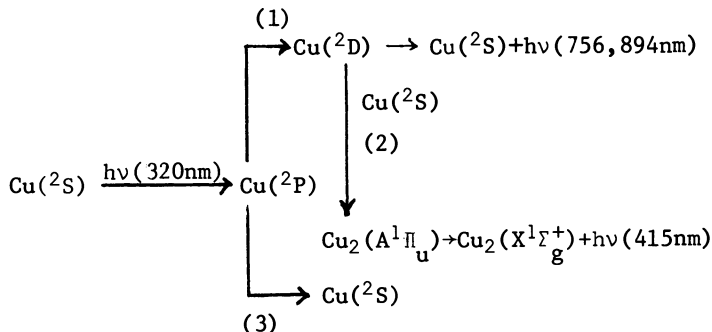 (1)
Cu(²D) → Cu(²S)+hν(756,894nm)
Cu(²S)
(2)
Cu(²S) hν(320nm) Cu(²P)
Cu₂(A¹Πu)→Cu₂(X¹Σg⁺)+hν(415nm)
Cu(²S)
(3)